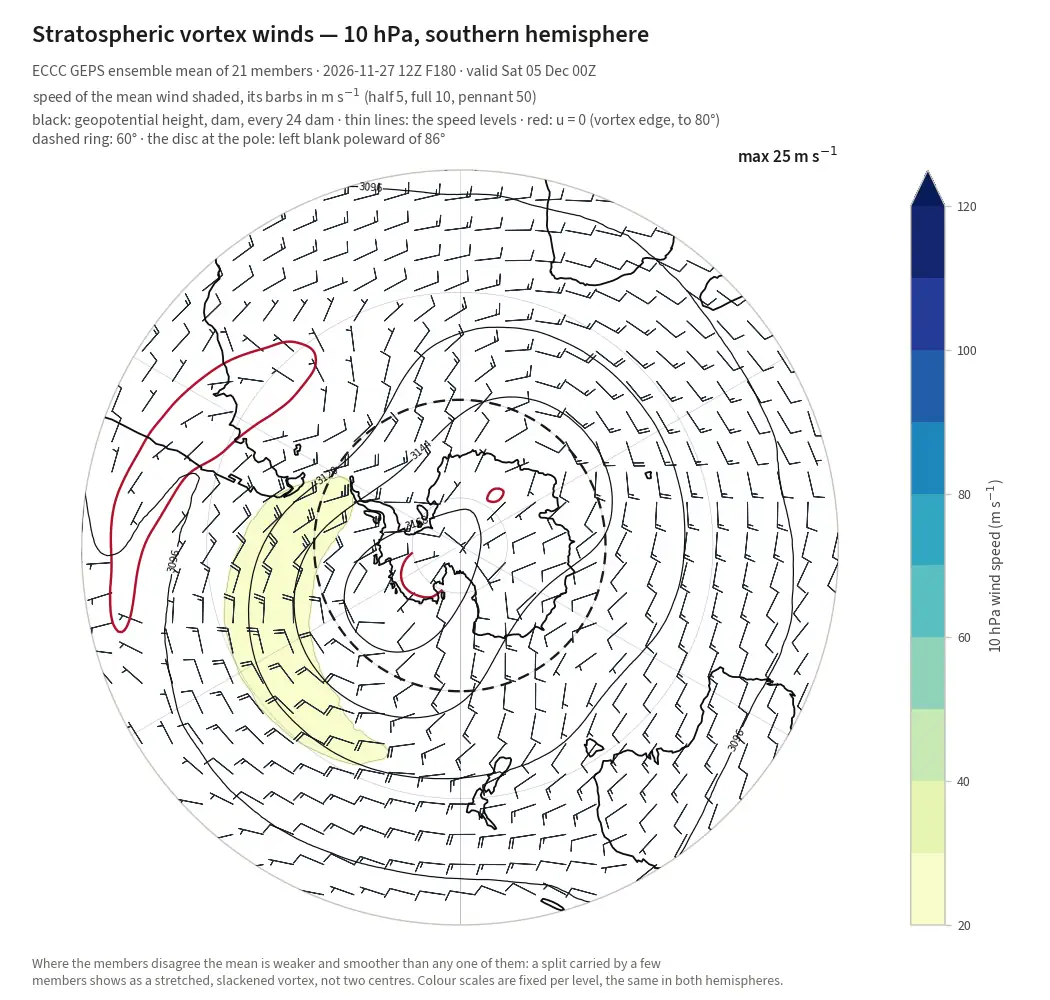 Stratospheric vortex winds — 10 hPa, southern hemisphere
ECCC GEPS ensemble mean of 21 members · 2026-11-27 12Z F180 · valid Sat 05 Dec 00Z
speed of the mean wind shaded, its barbs in m s⁻¹ (half 5, full 10, pennant 50)
black: geopotential height, dam, every 24 dam · thin lines: the speed levels · red: u = 0 (vortex edge, to 80°)
dashed ring: 60° · the disc at the pole: left blank poleward of 86°
max 25 m s⁻¹
3096
3144
3120
3096
3096
120
100
80
60
40
20
10 hPa wind speed (m s⁻¹)
Where the members disagree the mean is weaker and smoother than any one of them: a split carried by a few
members shows as a stretched, slackened vortex, not two centres. Colour scales are fixed per level, the same in both hemispheres.